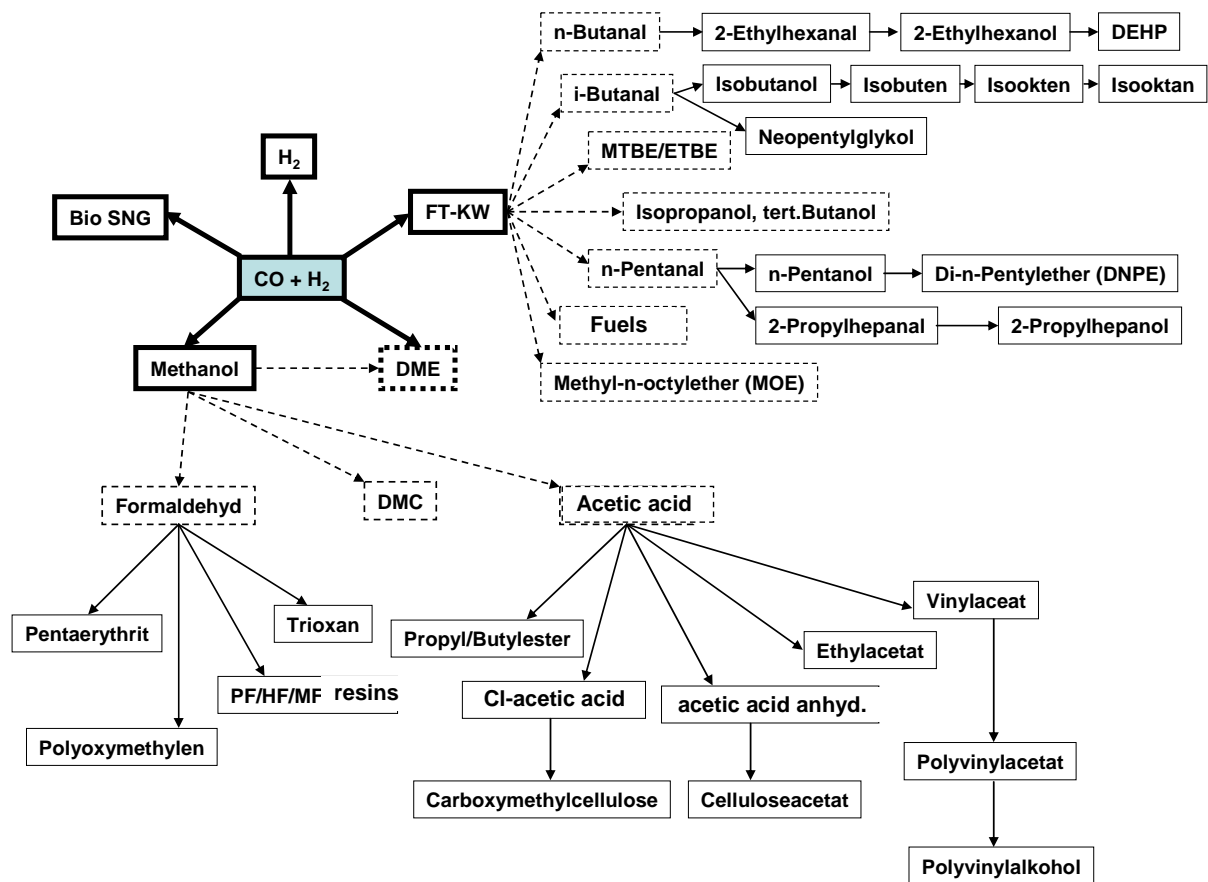 n-Butanal
2-Ethylhexanal
2-Ethylhexanol
DEHP
i-Butanal
Isobutanol
Isobuten
Isookten
Isooktan
Neopentylglykol
H₂
MTBE/ETBE
Bio SNG
FT-KW
Isopropanol, tert.Butanol
CO + H₂
n-Pentanal
n-Pentanol
Di-n-Pentylether (DNPE)
Fuels
2-Propylhepanal
2-Propylhepanol
Methanol
DME
Methyl-n-octylether (MOE)
Formaldehyd
DMC
Acetic acid
Pentaerythrit
Trioxan
Propyl/Butylester
Ethylacetat
Vinylaceat
PF/HF/MF resins
Cl-acetic acid
acetic acid anhyd.
Polyoxymethylen
Polyvinylacetat
Carboxymethylcellulose
Celluloseacetat
Polyvinylalkohol